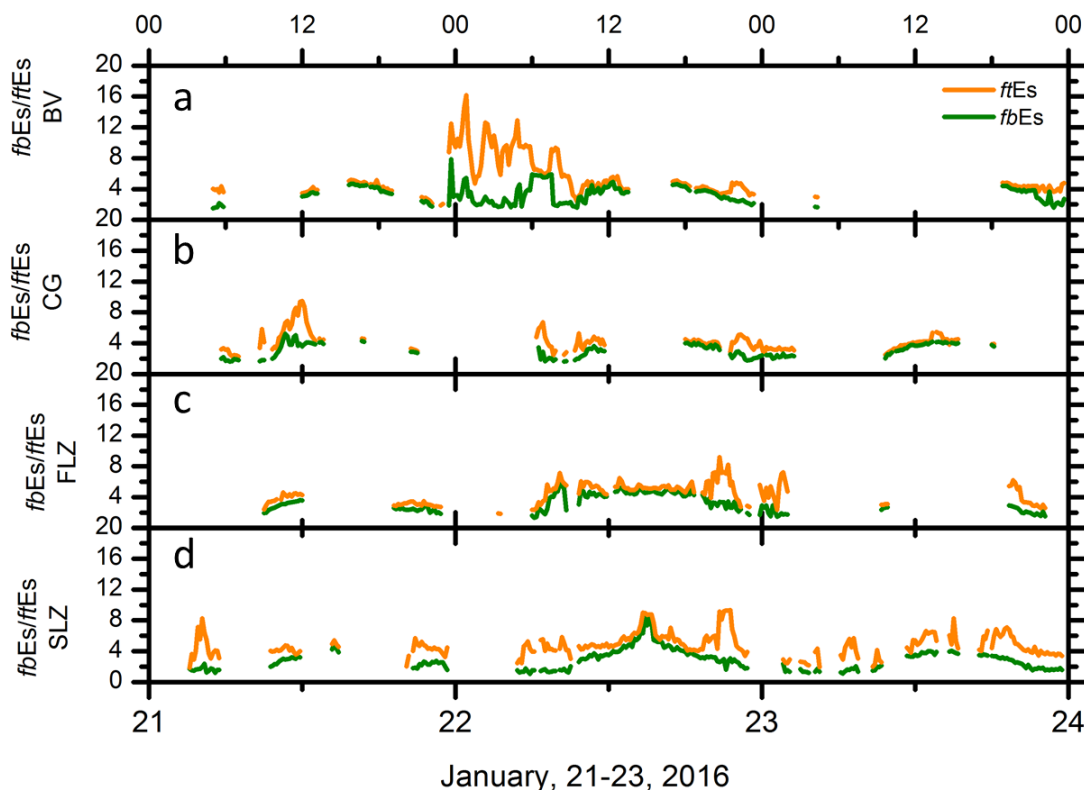 00 12 00 12 00 12 00
fbEs/ftEs
BV
20
16
12
8
4
a
ftEs
fbEs
fbEs/ftEs
CG
20
16
12
8
4
b
fbEs/ftEs
FLZ
20
16
12
8
4
c
fbEs/ftEs
SLZ
20
16
12
8
4
0
d
21 22 23 24
January, 21-23, 2016